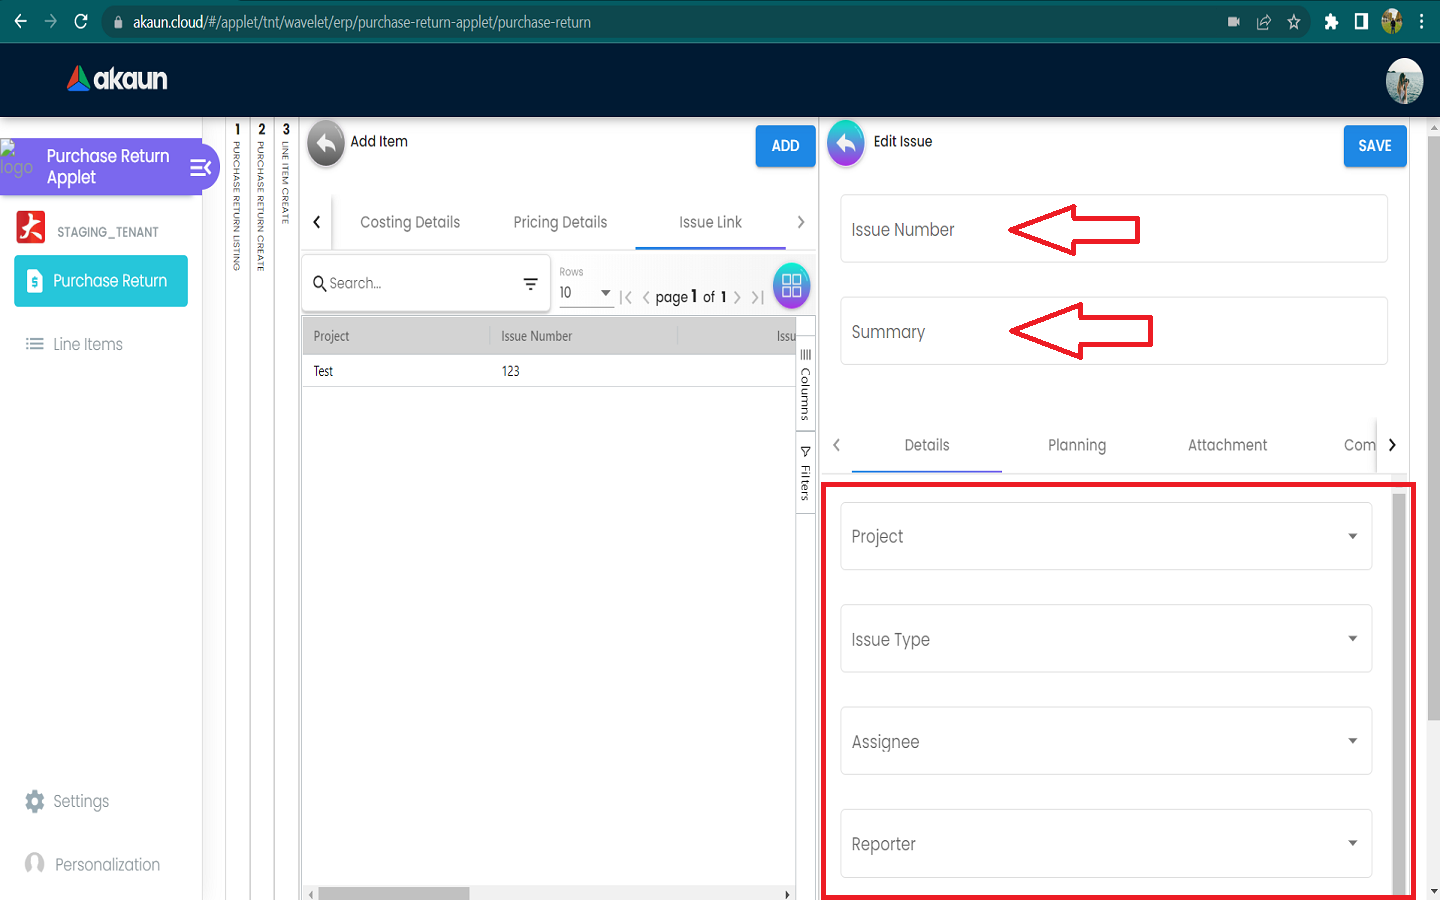 akaun.cloud/#/applet/tnt/wavelet/erp/purchase-return-applet/purchase-return
akaun
logo
Purchase Return
Applet
STAGING_TENANT
Purchase Return
Line Items
Settings
Personalization
1 PURCHASE RETURN LISTING
2 PURCHASE RETURN CREATE
3 LINE ITEM CREATE
Add Item
ADD
Costing Details
Pricing Details
Issue Link
Search...
Rows
10
page 1 of 1
Project
Issue Number
Issu
Test
123
Columns
Filters
Edit Issue
SAVE
Issue Number
Summary
Details
Planning
Attachment
Com
Project
Issue Type
Assignee
Reporter